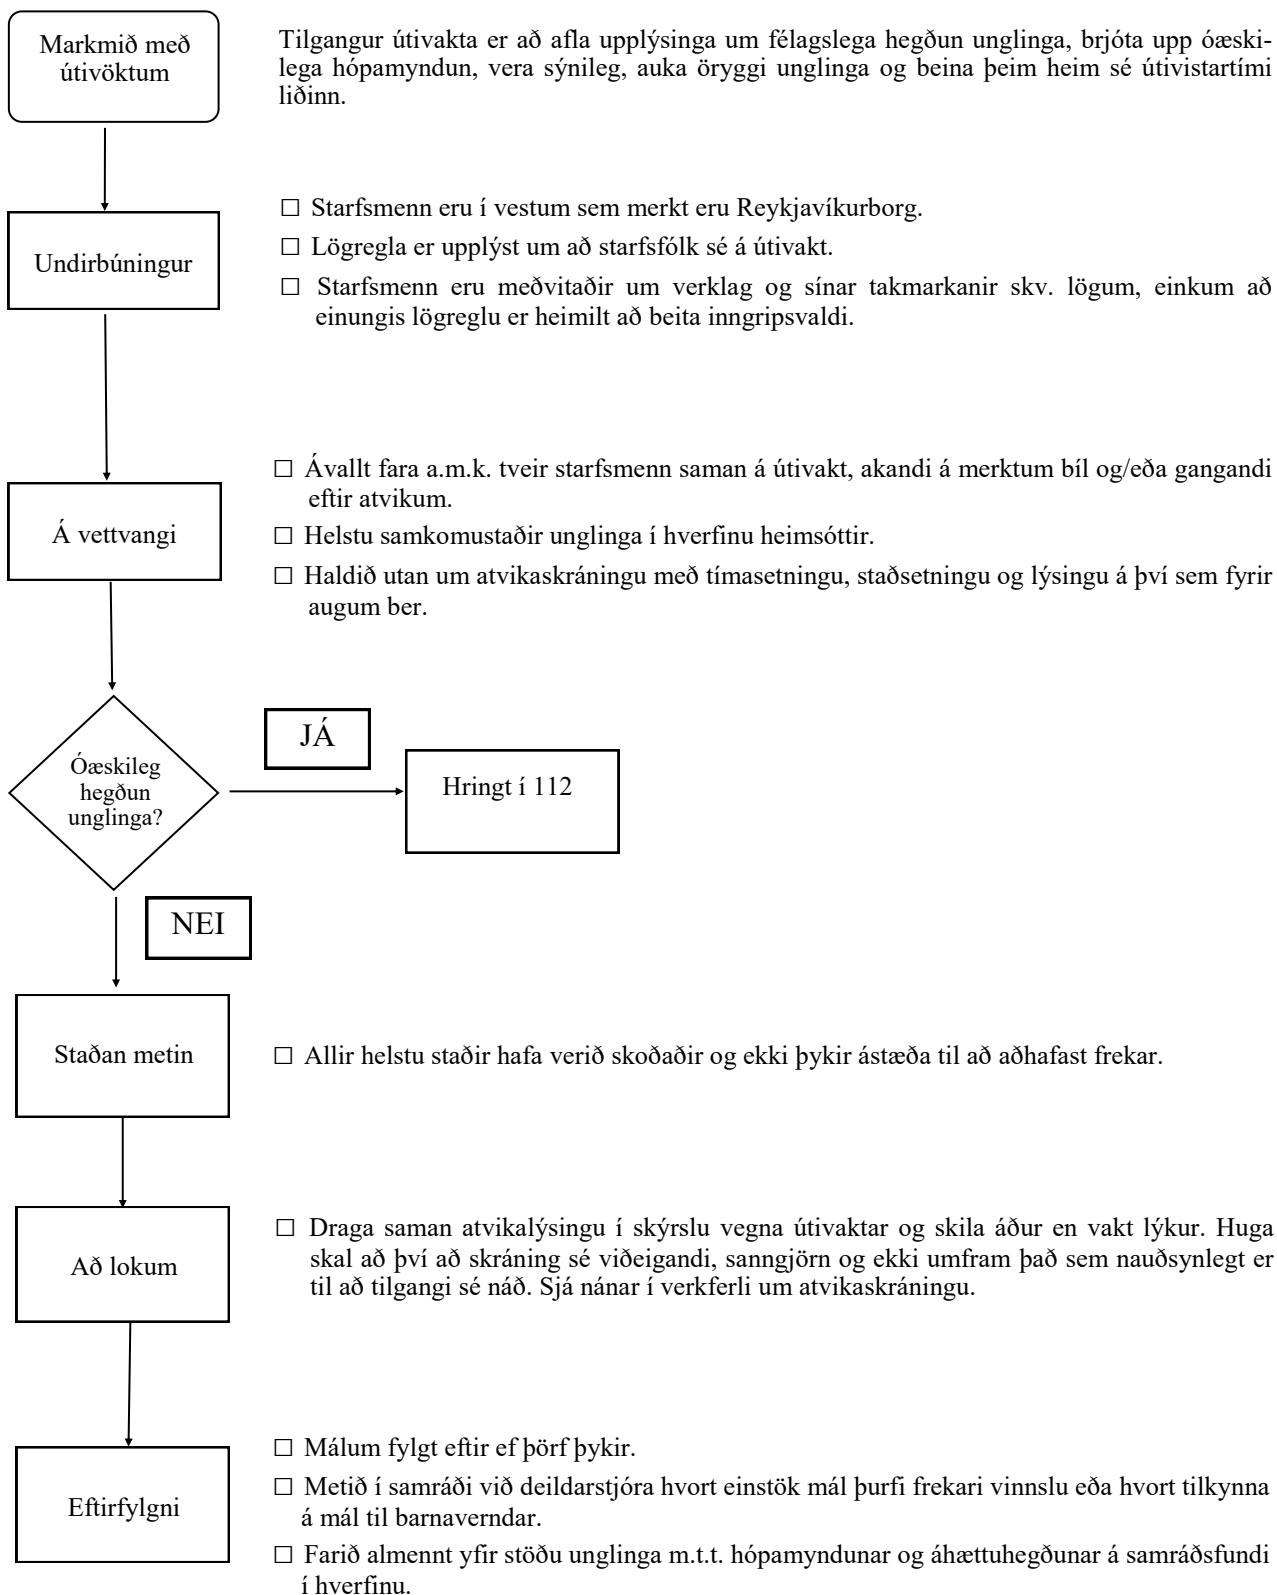 Markmið með
útivöktum
Tilgangur útivakta er að afla upplýsinga um félagslega hegðun unglinga, brjóta upp óæski-
lega hópamyndun, vera sýnileg, auka öryggi unglinga og beina þeim heim sé útivistartími
liðinn.
Undirbúningur
☐ Starfsmenn eru í vestum sem merkt eru Reykjavíkurborg.
☐ Lögregla er upplýst um að starfsfólk sé á útivakt.
☐ Starfsmenn eru meðvitaðir um verklag og sínar takmarkanir skv. lögum, einkum að
einungis lögreglu er heimilt að beita inngripsvaldi.
Á vettvangi
☐ Ávallt fara a.m.k. tveir starfsmenn saman á útivakt, akandi á merktum bíl og/eða gangandi
eftir atvikum.
☐ Helstu samkomustaðir unglinga í hverfinu heimsóttir.
☐ Haldið utan um atvikaskráningu með tímasetningu, staðsetningu og lýsingu á því sem fyrir
augum ber.
Óæskileg
hegðun
unglinga?
JÁ
Hringt í 112
NEI
Staðan metin
☐ Allir helstu staðir hafa verið skoðaðir og ekki þykir ástæða til að aðhafast frekar.
Að lokum
☐ Draga saman atvikalýsingu í skýrslu vegna útivaktar og skila áður en vakt lýkur. Huga
skal að því að skráning sé viðeigandi, sanngjörn og ekki umfram það sem nauðsynlegt er
til að tilgangi sé náð. Sjá nánar í verkferli um atvikaskráningu.
Eftirfylgni
☐ Málum fylgt eftir ef þörf þykir.
☐ Metið í samráði við deildarstjóra hvort einstök mál þurfi frekari vinnslu eða hvort tilkynna
á mál til barnaverndar.
☐ Farið almennt yfir stöðu unglinga m.t.t. hópamyndunar og áhættuhegðunar á samráðsfundi
í hverfinu.